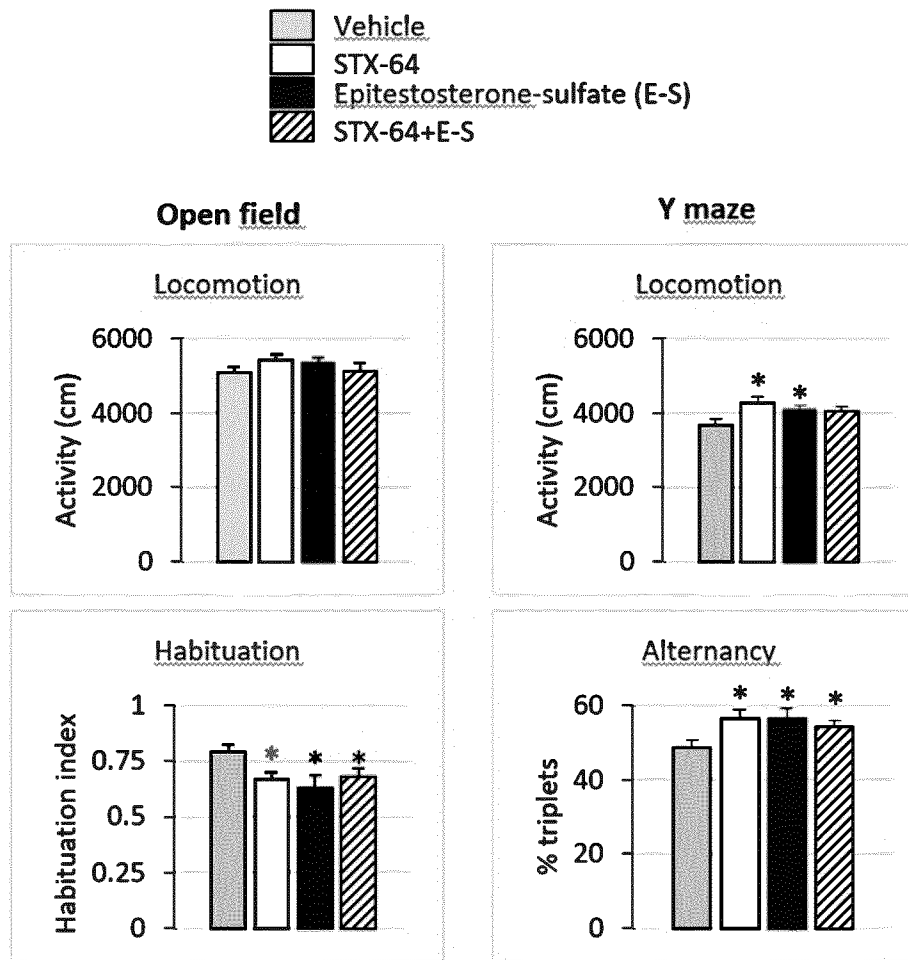 Vehicle
STX-64
Epitestosterone-sulfate (E-S)
STX-64+E-S
Open field
Y maze
Locomotion
Activity (cm)
6000
4000
2000
0
Locomotion
Activity (cm)
6000
4000
2000
0
*
*
Habituation
Habituation index
1
0.75
0.5
0.25
0
*
*
*
Alternancy
% triplets
60
40
20
0
*
*
*